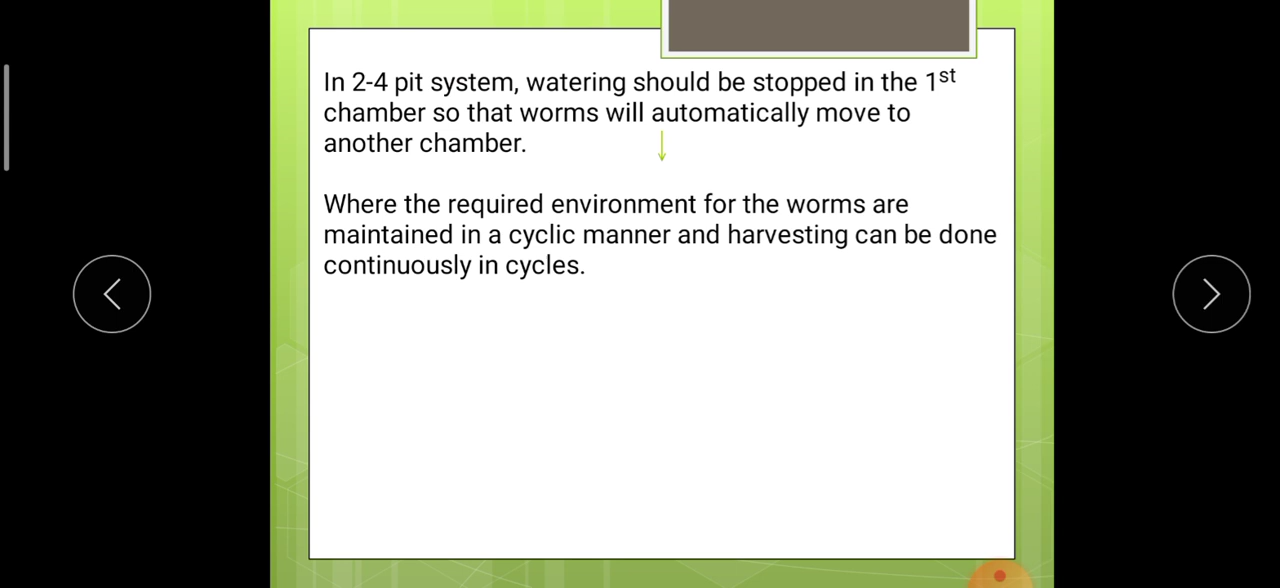 In 2-4 pit system, watering should be stopped in the 1st
chamber so that worms will automatically move to
another chamber.
Where the required environment for the worms are
maintained in a cyclic manner and harvesting can be done
continuously in cycles.